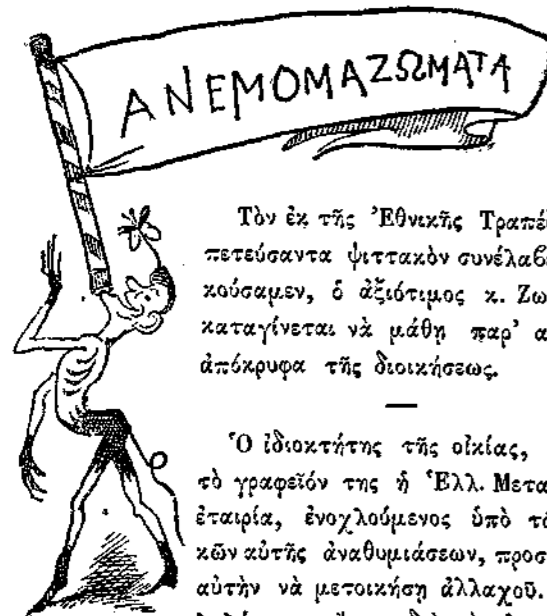 ΑΝΕΜΟΜΑΖΩΜΑΤΑ
Τὸν ἐκ τῆς Ἐθνικῆς Τραπέ
πετεύσαντα ψιττακὸν συνέλαβε
κούσαμεν, ὁ ἀξιότιμος κ. Ζω
καταγίνεται νὰ μάθῃ παρ' α
ἀπόκρυφα τῆς διοικήσεως.
—
Ὁ ἰδιοκτήτης τῆς οἰκίας,
τὸ γραφεῖόν της ἡ Ἑλλ. Μετα
ἑταιρία, ἐνοχλούμενος ὑπὸ τῶ
κῶν αὐτῆς ἀναθυμιάσεων, προσ
αὐτὴν νὰ μετοικήσῃ ἀλλαχοῦ.